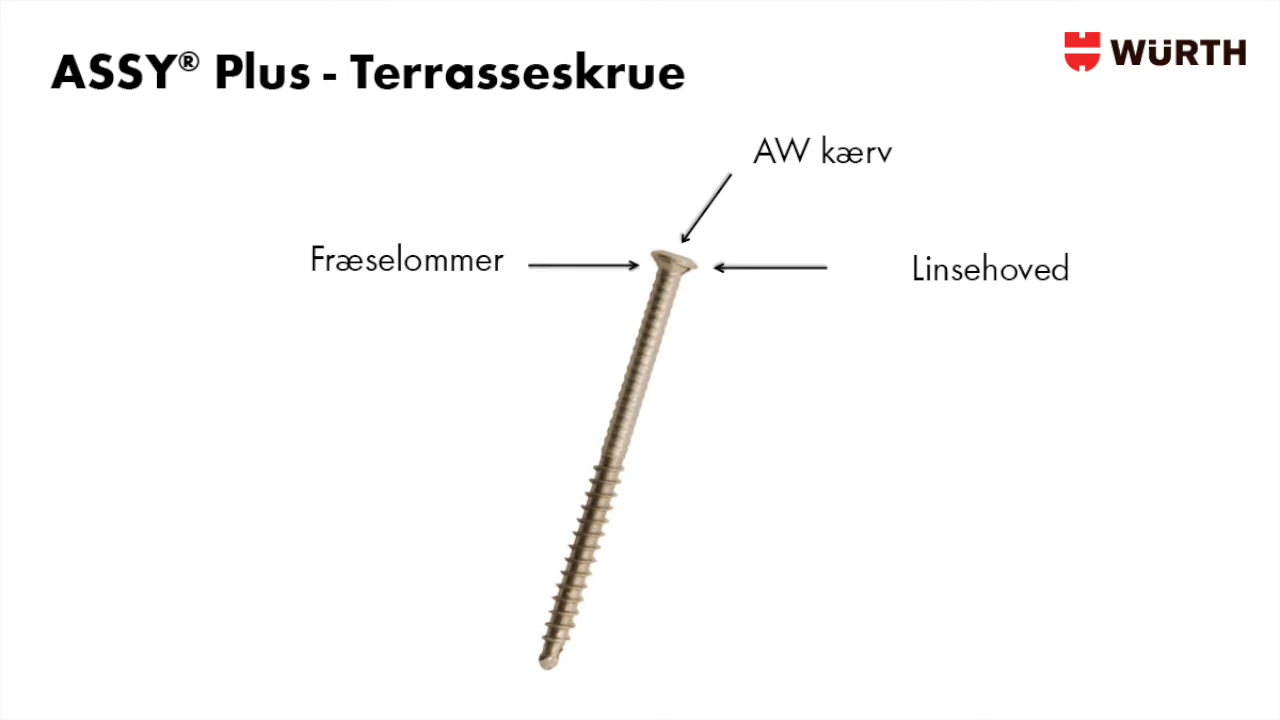 ASSY® Plus - Terrasseskrue
WÜRTH
AW kærv
Fræselommer
Linsehoved